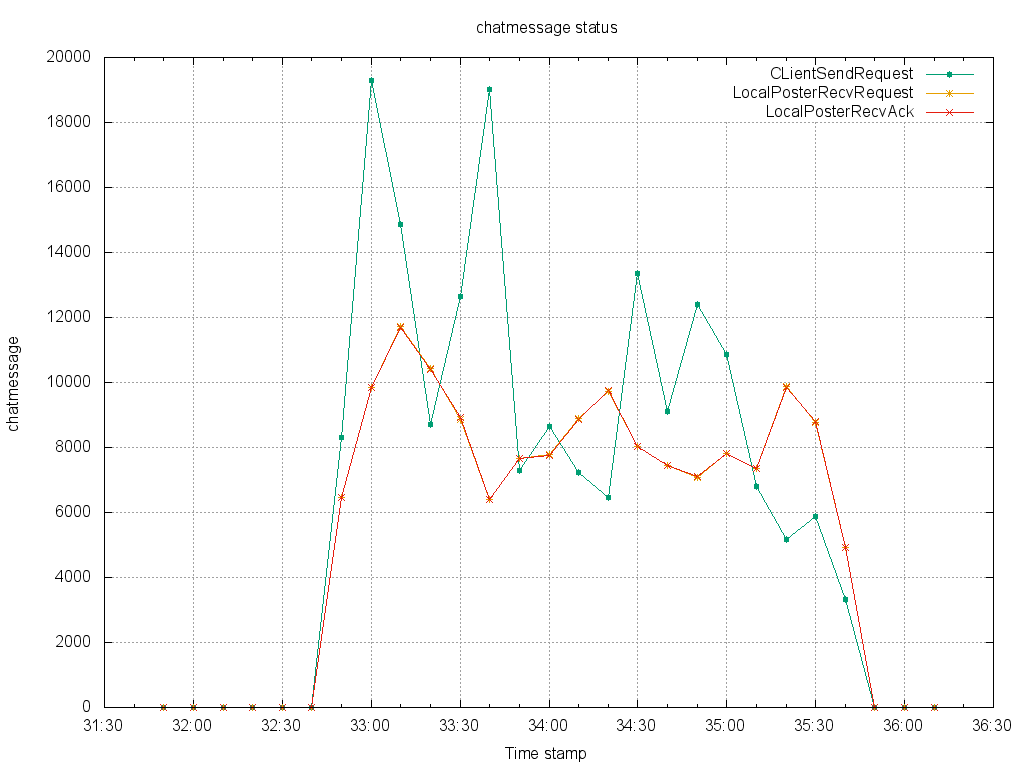 chatmessage status
CLientSendRequest
LocalPosterRecvRequest
LocalPosterRecvAck
20000
18000
16000
14000
12000
10000
8000
6000
4000
2000
0
chatmessage
31:30 32:00 32:30 33:00 33:30 34:00 34:30 35:00 35:30 36:00 36:30
Time stamp